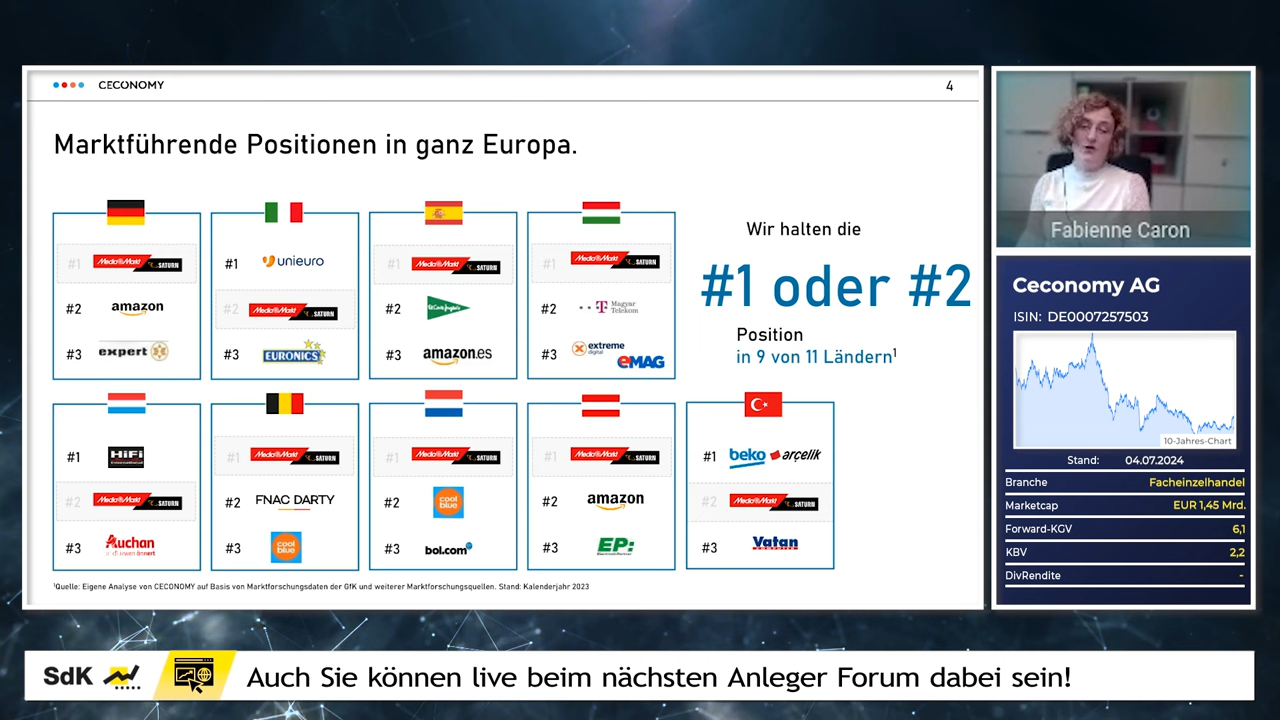 CECONOMY
4
Marktführende Positionen in ganz Europa.
#1 MediaMarkt SATURN
#2 amazon
#3 expert
#1 unieuro
#2 MediaMarkt SATURN
#3 EURONICS
#1 MediaMarkt SATURN
#2 El Corte Inglés
#3 amazon.es
#1 MediaMarkt SATURN
#2 Magyar Telekom
#3 extreme digital eMAG
Wir halten die
#1 oder #2
Position
in 9 von 11 Ländern¹
#1 HiFi
#2 MediaMarkt SATURN
#3 Auchan
#1 MediaMarkt SATURN
#2 FNAC DARTY
#3 cool blue
#1 MediaMarkt SATURN
#2 cool blue
#3 bol.com
#1 MediaMarkt SATURN
#2 amazon
#3 EP:
#1 beko arçelik
#2 MediaMarkt SATURN
#3 Vatan
¹Quelle: Eigene Analyse von CECONOMY auf Basis von Marktforschungsdaten der GfK und weiterer Marktforschungsquellen. Stand: Kalenderjahr 2023
Fabienne Caron
Ceconomy AG
ISIN: DE0007257503
10-Jahres-Chart
Stand: 04.07.2024
Branche Facheinzelhandel
Marketcap EUR 1,45 Mrd.
Forward-KGV 6,1
KBV 2,2
DivRendite -
SdK
Auch Sie können live beim nächsten Anleger Forum dabei sein!